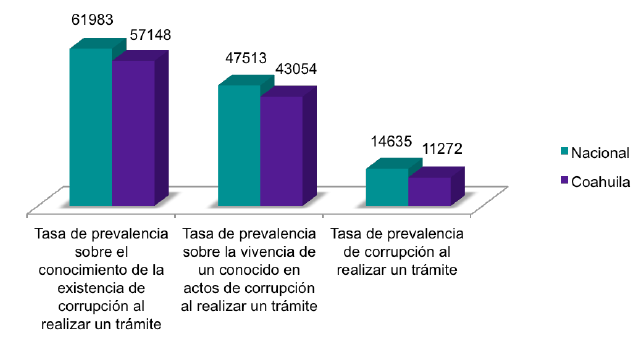 61983
57148
47513
43054
14635
11272
Nacional
Coahuila
Tasa de prevalencia
sobre el
conocimiento de la
existencia de
corrupción al
realizar un trámite
Tasa de prevalencia
sobre la vivencia de
un conocido en
actos de corrupción
al realizar un trámite
Tasa de prevalencia
de corrupción al
realizar un trámite